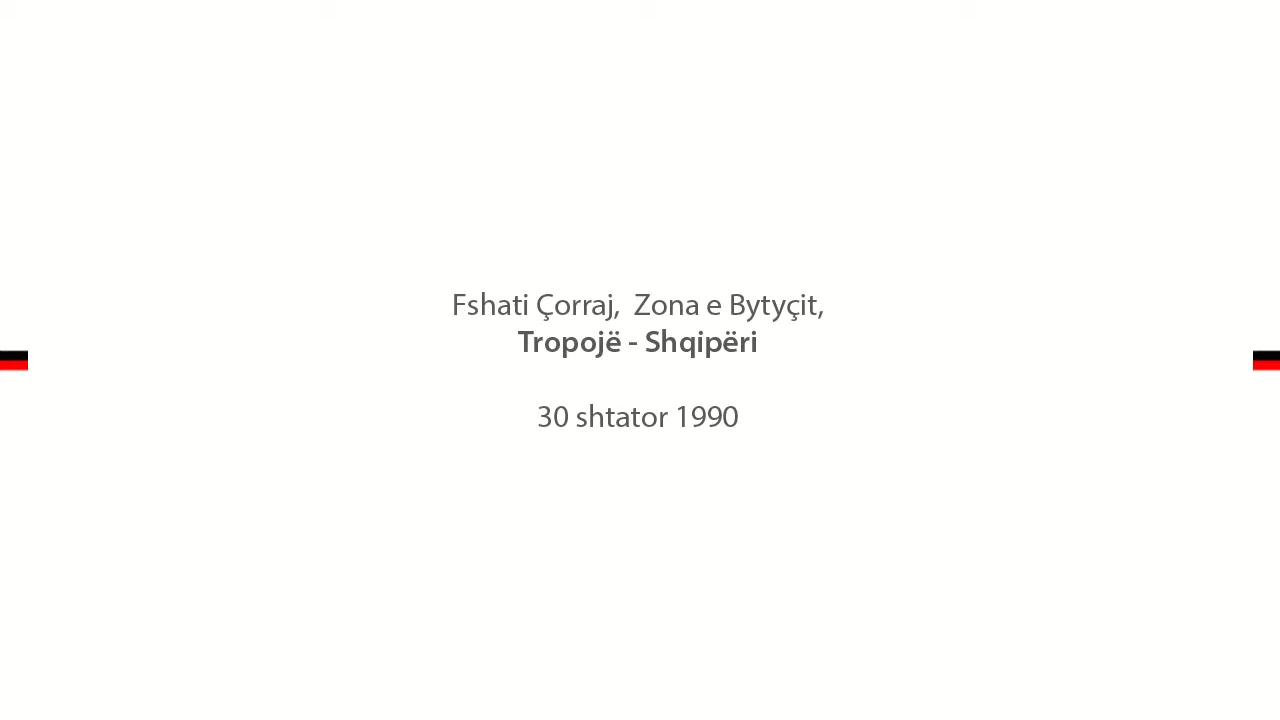 Fshati Çorraj,  Zona e Bytyçit,
Tropojë - Shqipëri
30 shtator 1990